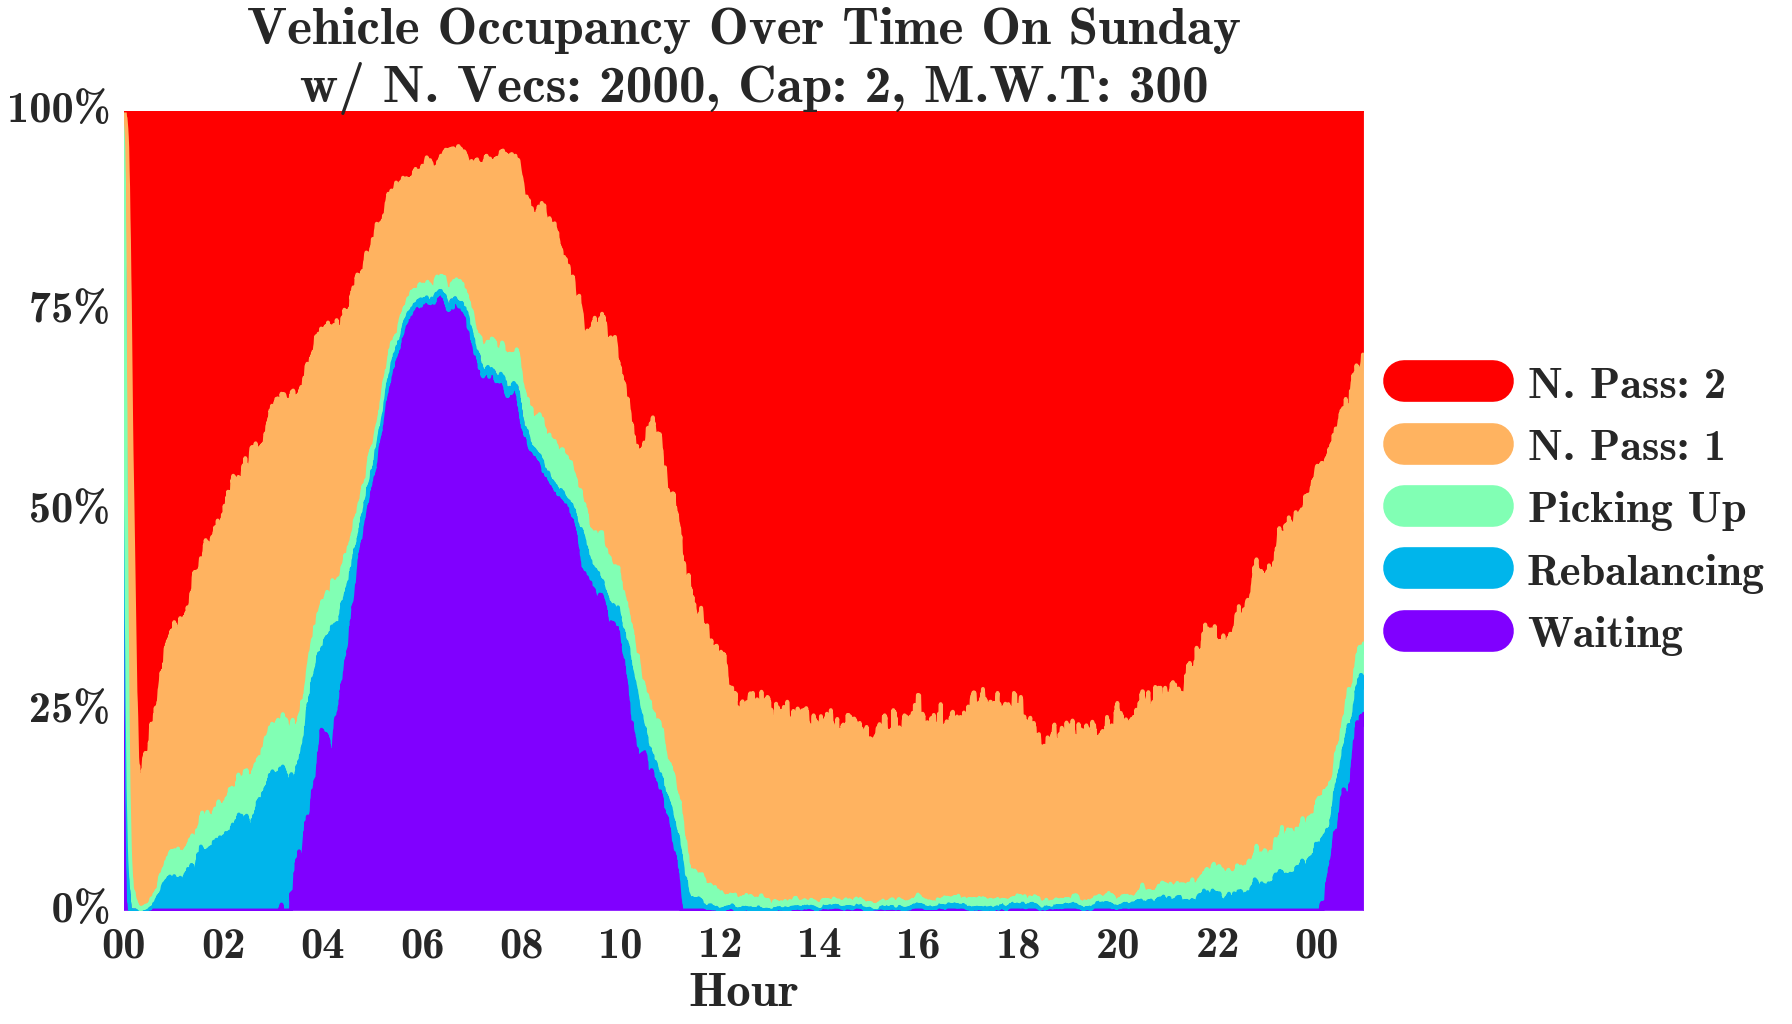 Vehicle Occupancy Over Time On Sunday
w/ N. Vecs: 2000, Cap: 2, M.W.T: 300
100%
75%
50%
25%
0%
00 02 04 06 08 10 12 14 16 18 20 22 00
Hour
N. Pass: 2
N. Pass: 1
Picking Up
Rebalancing
Waiting